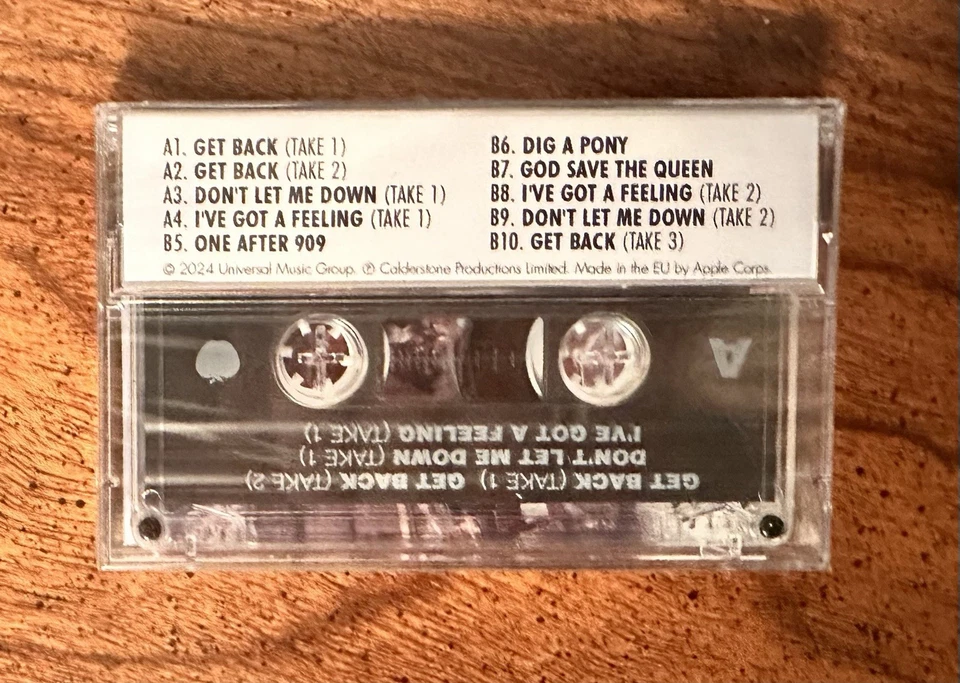 A1. GET BACK (TAKE 1)
A2. GET BACK (TAKE 2)
A3. DON'T LET ME DOWN (TAKE 1)
A4. I'VE GOT A FEELING (TAKE 1)
B5. ONE AFTER 909
B6. DIG A PONY
B7. GOD SAVE THE QUEEN
B8. I'VE GOT A FEELING (TAKE 2)
B9. DON'T LET ME DOWN (TAKE 2)
B10. GET BACK (TAKE 3)
© 2024 Universal Music Group. ℗ Calderstone Productions Limited. Made in the EU by Apple Corps.
A
GET BACK (TAKE 1) GET BACK (TAKE 2)
DON'T LET ME DOWN (TAKE 1)
I'VE GOT A FEELING (TAKE 1)